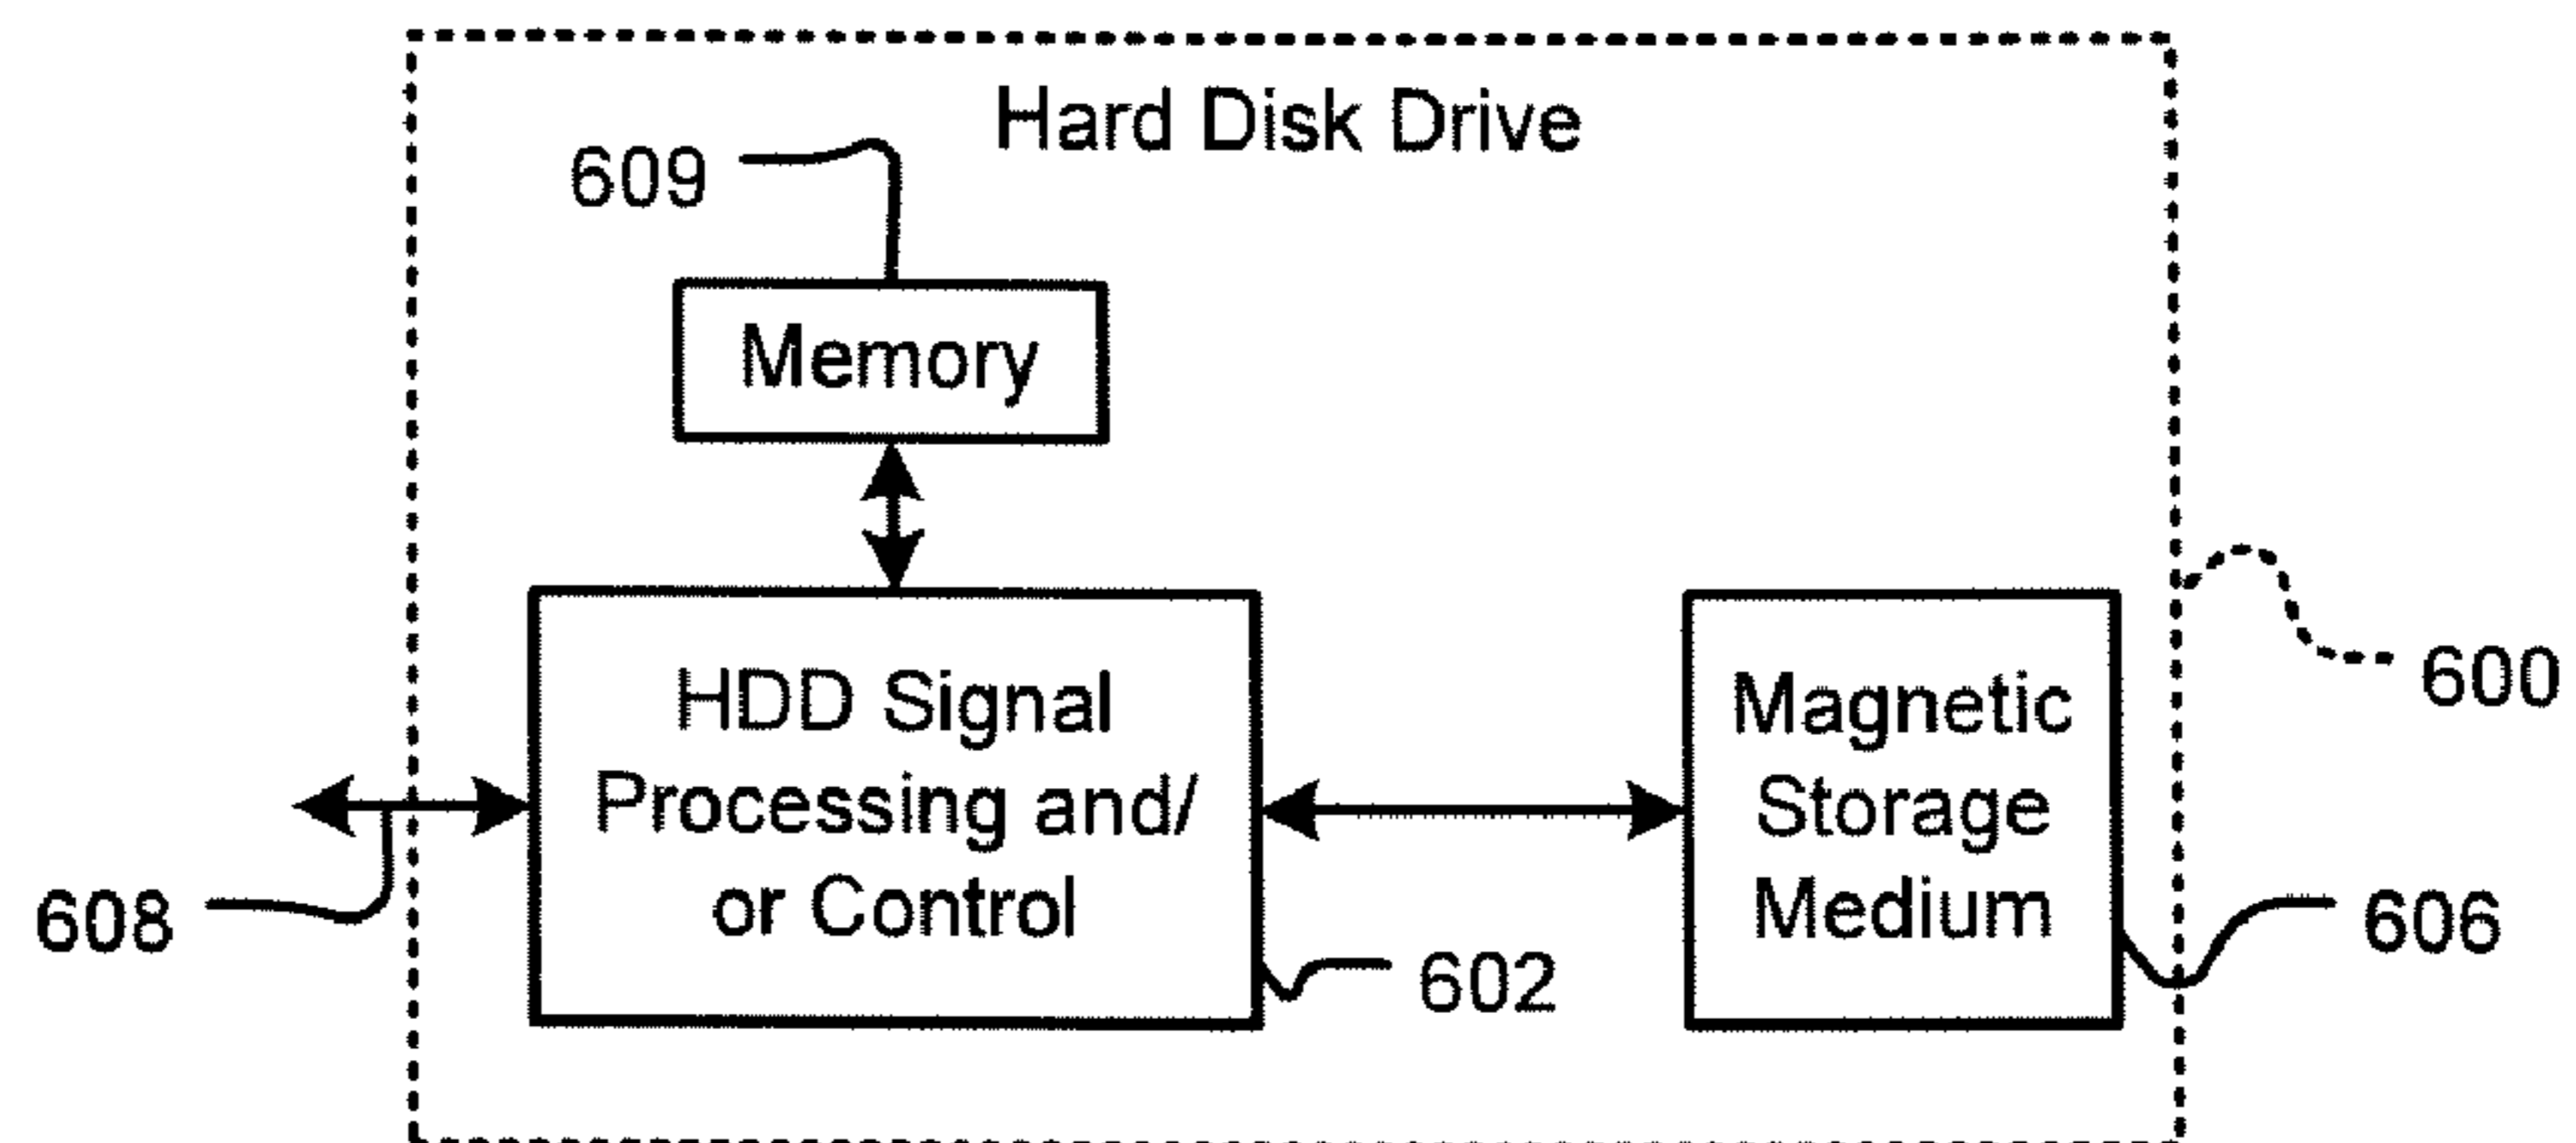 Hard Disk Drive
609
Memory
HDD Signal
Processing and/
or Control
Magnetic
Storage
Medium
600
608
602
606